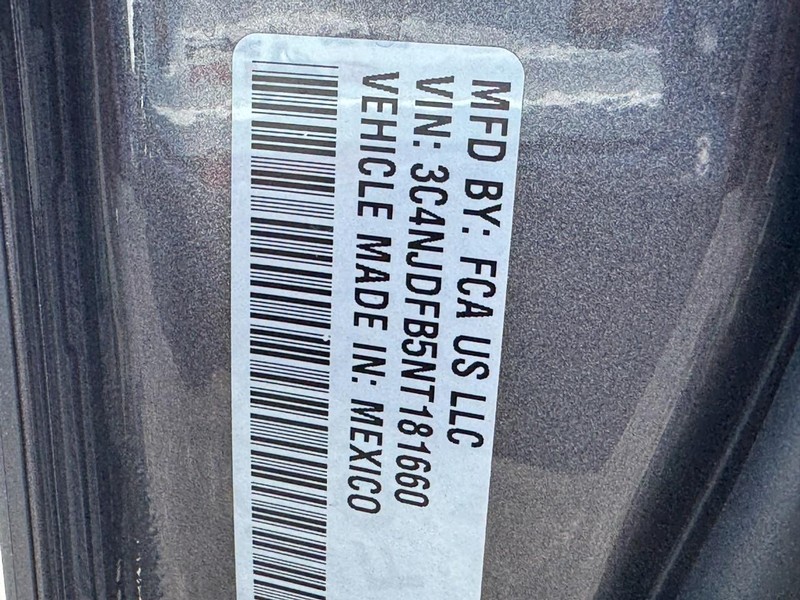 MFD BY: FCA US LLC
VIN: 3C4NJDFB5NT181660
VEHICLE MADE IN: MEXICO